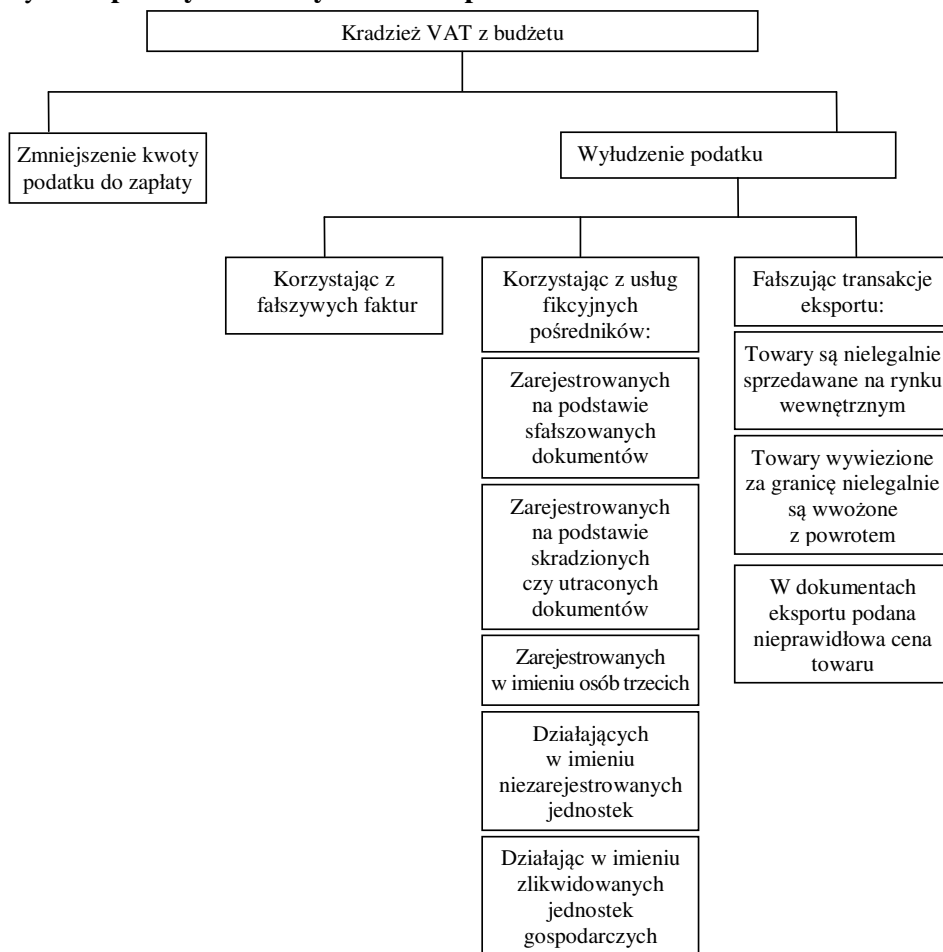 Kradzież VAT z budżetu
Zmniejszenie kwoty
podatku do zapłaty
Wyłudzenie podatku
Korzystając z
fałszywych faktur
Korzystając z usług
fikcyjnych
pośredników:
Zarejestrowanych
na podstawie
sfałszowanych
dokumentów
Zarejestrowanych
na podstawie
skradzionych
czy utraconych
dokumentów
Zarejestrowanych
w imieniu osób trzecich
Działających
w imieniu
niezarejestrowanych
jednostek
Działając w imieniu
zlikwidowanych
jednostek
gospodarczych
Fałszując transakcje
eksportu:
Towary są nielegalnie
sprzedawane na rynku
wewnętrznym
Towary wywiezione
za granicę nielegalnie
są wwożone
z powrotem
W dokumentach
eksportu podana
nieprawidłowa cena
towaru